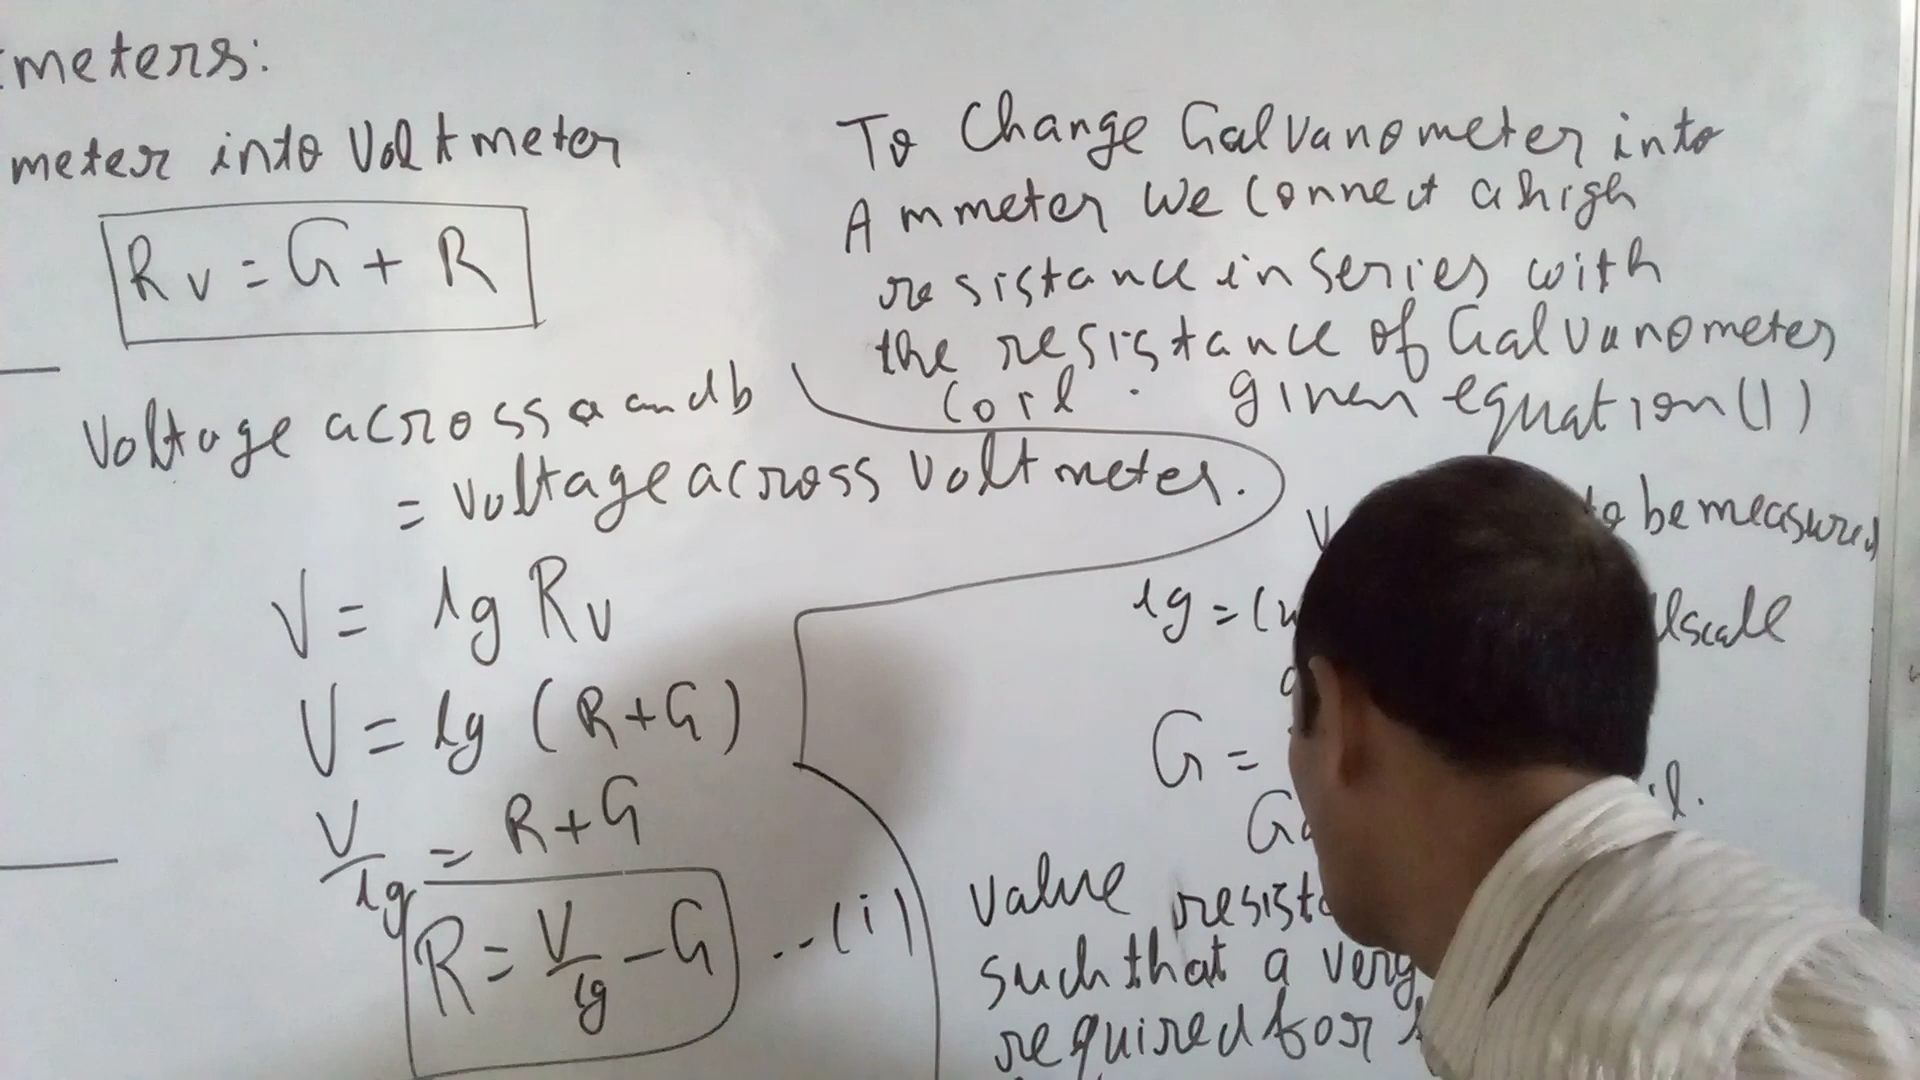 meters:
meter into Voltmeter
Rv = G + R
Voltage across a and b
= voltage across voltmeter.
V = Ig Rv
V = Ig (R+G)
V/Ig = R+G
R = V/Ig - G ..(i)
To Change Galvanometer into
Ammeter We Connect a high
resistance in series with
the resistance of Galvanometer
Coil. given equation (1)
to be measured
Ig =
G =
value
such that a very
required for